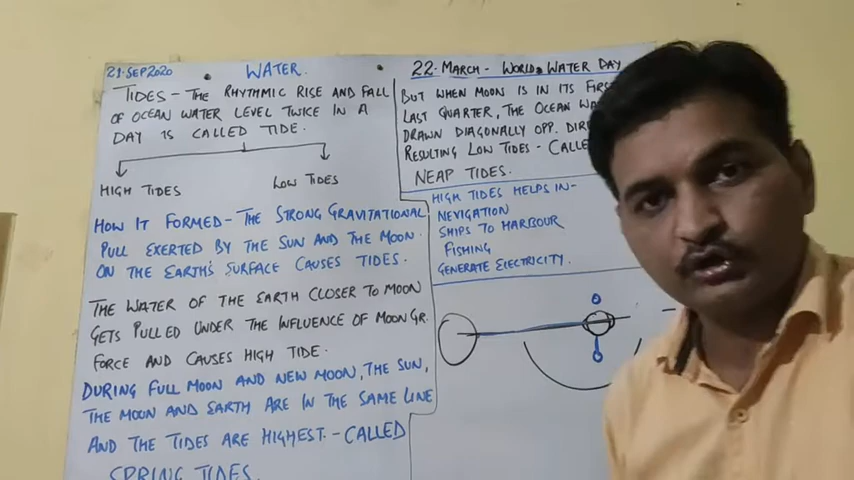 21.SEP2020
WATER.
TIDES - THE RHYTHMIC RISE AND FALL
OF OCEAN WATER LEVEL TWICE IN A
DAY IS CALLED TIDE.
HIGH TIDES
LOW TIDES
HOW IT FORMED - THE STRONG GRAVITATIONAL
PULL EXERTED BY THE SUN AND THE MOON.
ON THE EARTH'S SURFACE CAUSES TIDES.
THE WATER OF THE EARTH CLOSER TO MOON
GETS PULLED UNDER THE INFLUENCE OF MOON GR.
FORCE AND CAUSES HIGH TIDE.
DURING FULL MOON AND NEW MOON, THE SUN,
THE MOON AND EARTH ARE IN THE SAME LINE
AND THE TIDES ARE HIGHEST. - CALLED
SPRING TIDES.
22 MARCH - WORLD WATER DAY
BUT WHEN MOON IS IN ITS
LAST QUARTER, THE OCEAN
DRAWN DIAGONALLY OPP.
RESULTING LOW TIDES -
NEAP TIDES.
HIGH TIDES HELPS IN-
NEVIGATION
SHIPS TO HARBOUR
FISHING
GENERATE ELECTRICITY.